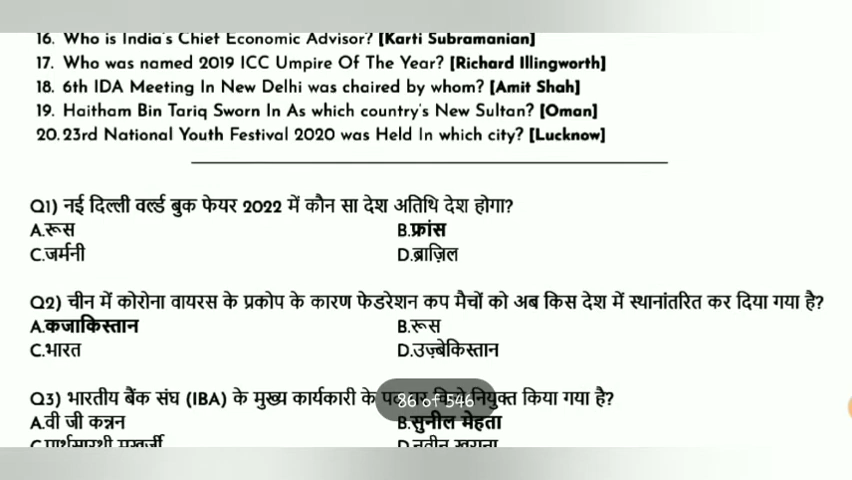 16. Who is India's Chief Economic Advisor? [Karti Subramanian]
17. Who was named 2019 ICC Umpire Of The Year? [Richard Illingworth]
18. 6th IDA Meeting In New Delhi was chaired by whom? [Amit Shah]
19. Haitham Bin Tariq Sworn In As which country's New Sultan? [Oman]
20. 23rd National Youth Festival 2020 was Held In which city? [Lucknow]
Q1) नई दिल्ली वर्ल्ड बुक फेयर 2022 में कौन सा देश अतिथि देश होगा?
A.रूस B.फ्रांस
C.जर्मनी D.ब्राज़िल
Q2) चीन में कोरोना वायरस के प्रकोप के कारण फेडरेशन कप मैचों को अब किस देश में स्थानांतरित कर दिया गया है?
A.कजाकिस्तान B.रूस
C.भारत D.उज़्बेकिस्तान
Q3) भारतीय बैंक संघ (IBA) के मुख्य कार्यकारी के नियुक्त किया गया है?
86 of 546
A.वी जी कन्नन B.सुनील मेहता